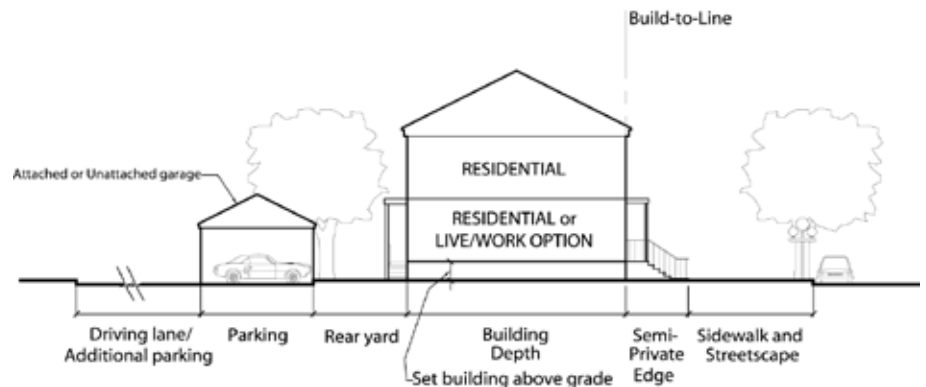 Build-to-Line
RESIDENTIAL
Attached or Unattached garage
RESIDENTIAL or
LIVE/WORK OPTION
Driving lane/
Additional parking
Parking
Rear yard
Building
Depth
Semi-
Private
Edge
Sidewalk and
Streetscape
Set building above grade